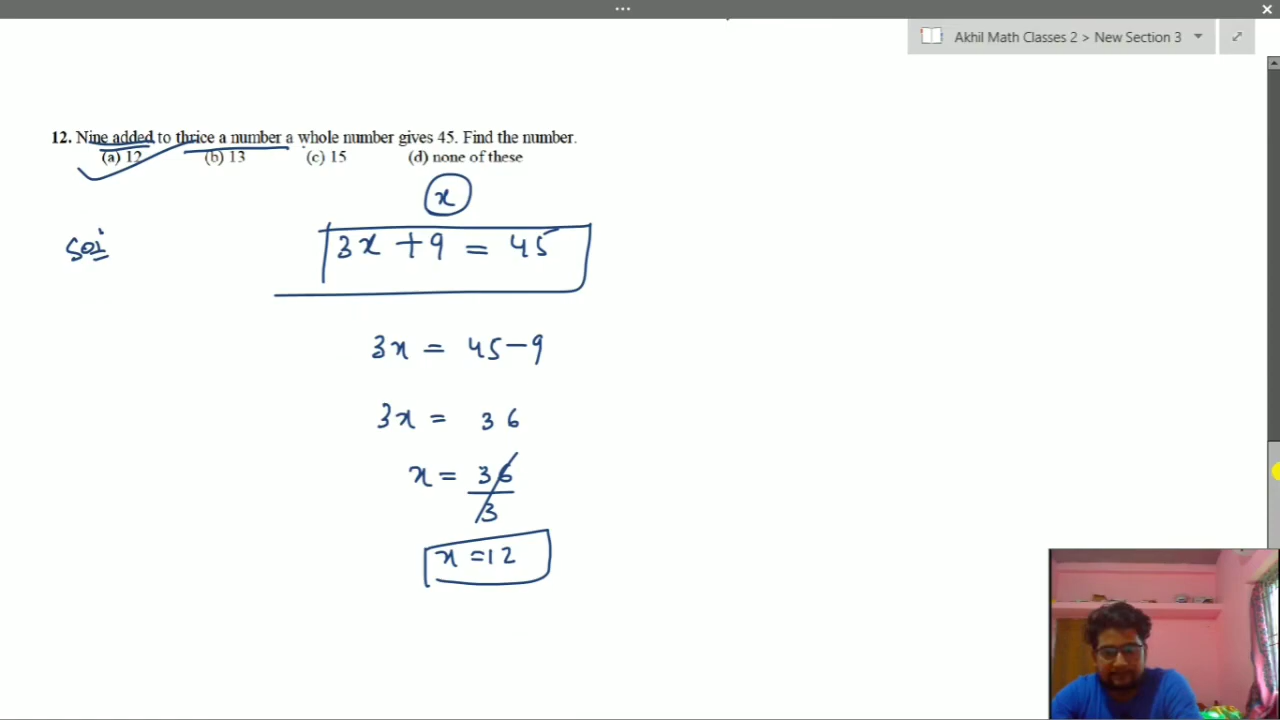 Akhil Math Classes 2 > New Section 3
12. Nine added to thrice a number a whole number gives 45. Find the number.
(a) 12 (b) 13 (c) 15 (d) none of these
x
Sol
3x + 9 = 45
3x = 45 - 9
3x = 36
x = 36/3
x = 12